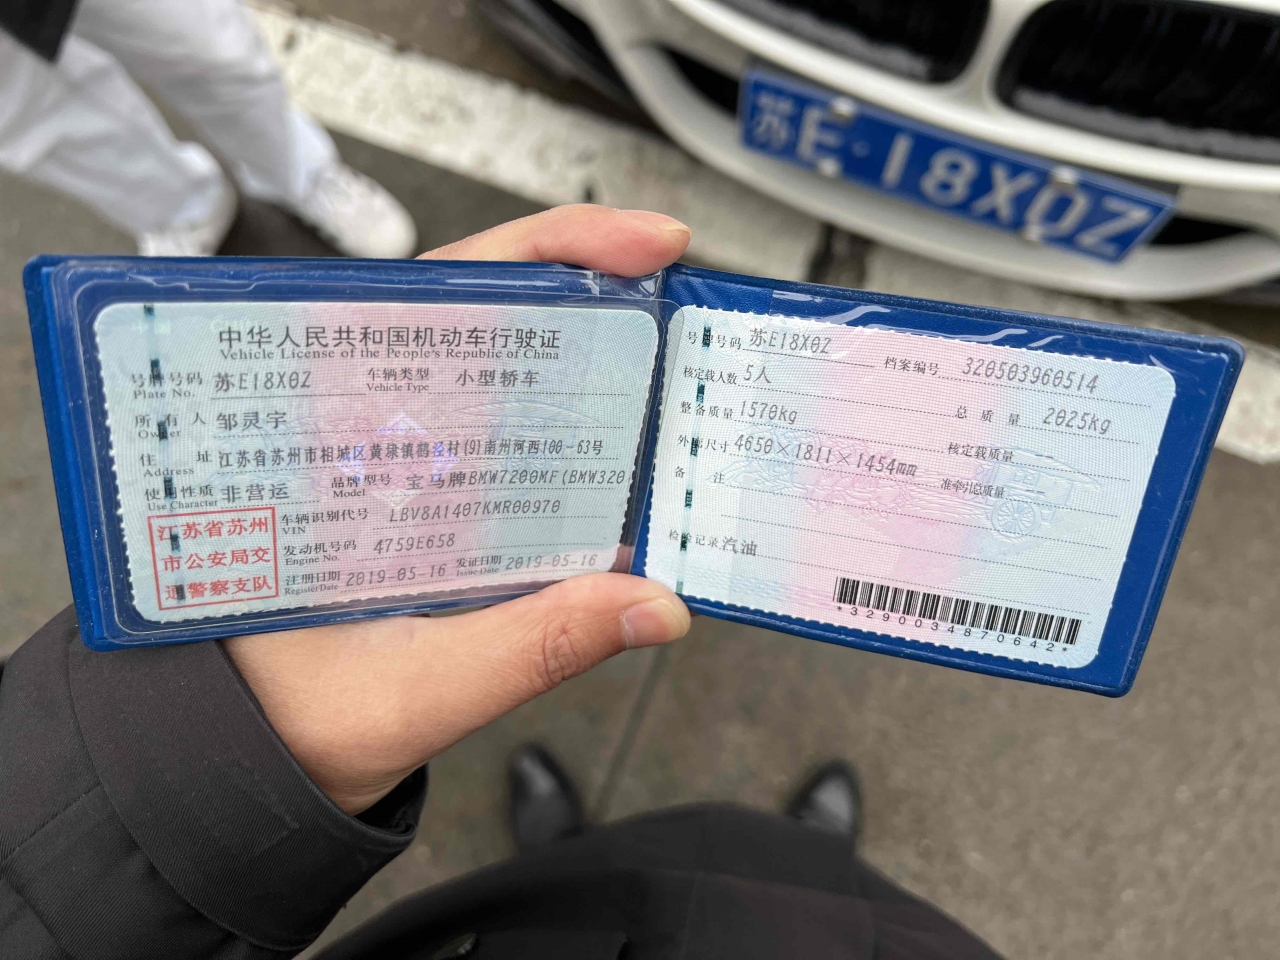 苏E·18X0Z
中华人民共和国机动车行驶证
Vehicle License of the People's Republic of China
号牌号码 苏E18X0Z 车辆类型 小型轿车
Plate No. Vehicle Type
所有人 邹灵宇
Owner
住址 江苏省苏州市相城区黄埭镇鹤泾村(9)南州河西100-63号
Address
使用性质 非营运 品牌型号 宝马牌BMW7200MF(BMW320
Use Character Model
江苏省苏州
市公安局交
通警察支队
车辆识别代号 LBV8A1407KMR00970
VIN
发动机号码 4759E658
Engine No.
注册日期 2019-05-16 发证日期 2019-05-16
Register Date Issue Date
号牌号码 苏E18X0Z 档案编号 320503960514
核定载人数 5人 总质量 2025kg
整备质量 1570kg 核定载质量 --
外廓尺寸 4650×1811×1454mm 准牵引总质量 --
备注
检验记录 汽油
*3290034870642*